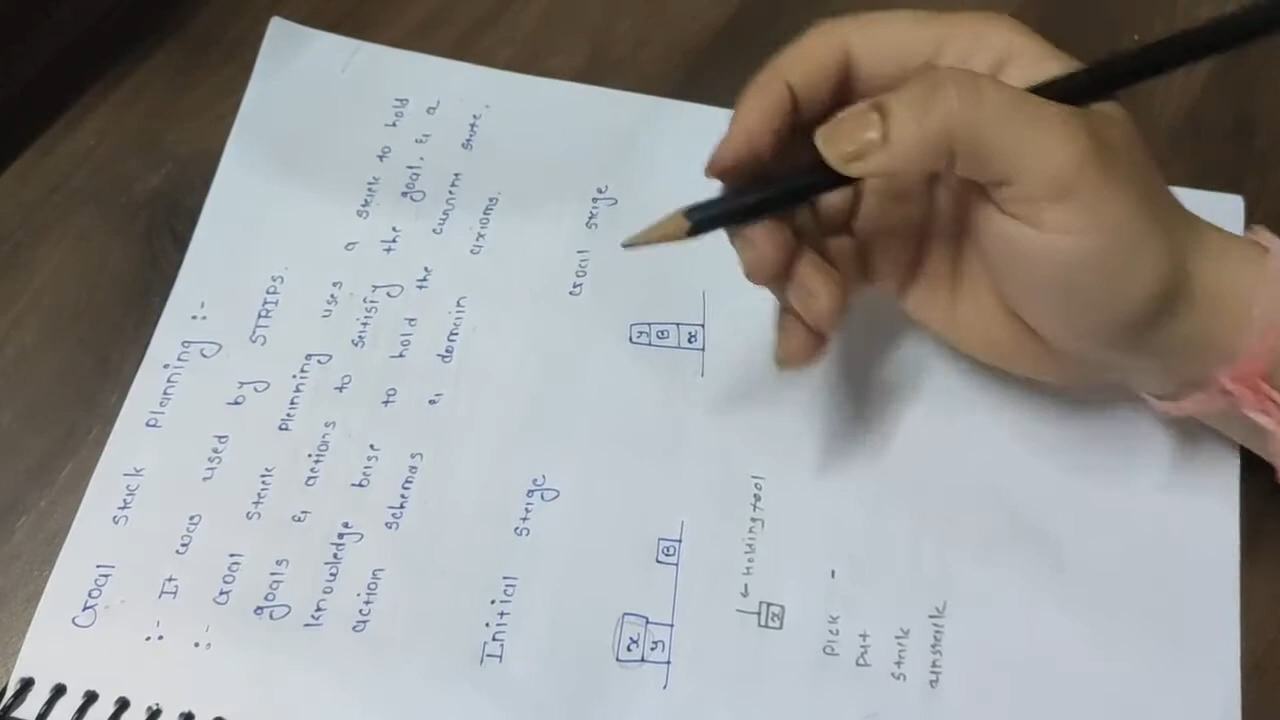 Goal stack planning :-
:- It was used by STRIPS.
:- Goal stack planning uses a stack to hold
goals & actions to satisfy the goal. & a
knowledge base to hold the current state.
action schemas & domain axioms.
Initial stage
Goal stage
x
y
B
y
B
x
x
← Holding tool
pick -
put
stack
unstack